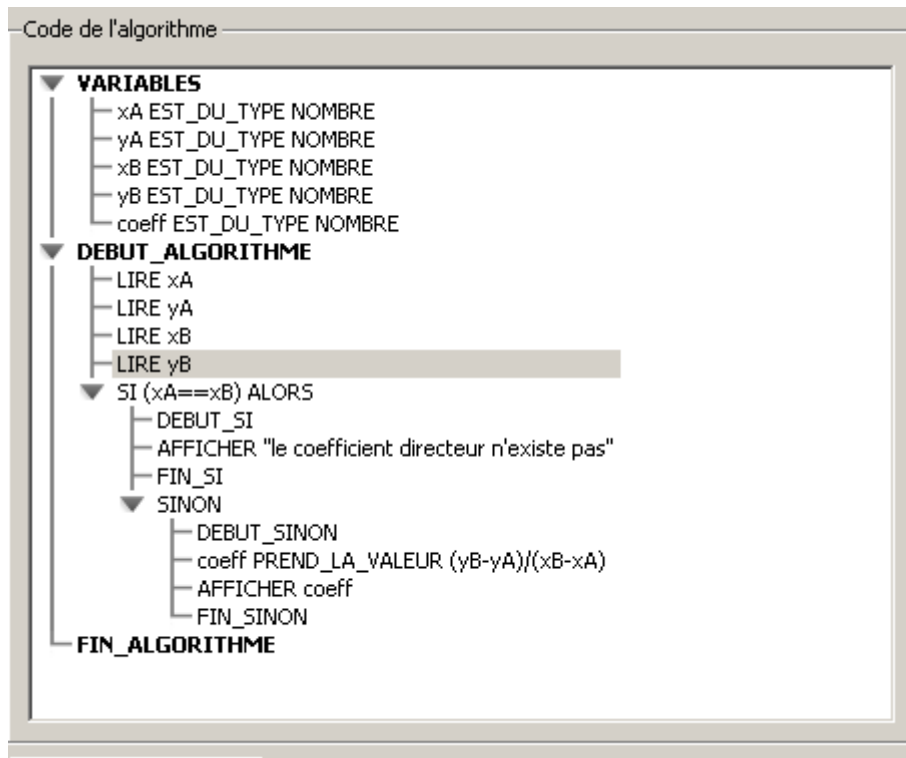 Code de l'algorithme
VARIABLES
xA EST_DU_TYPE NOMBRE
yA EST_DU_TYPE NOMBRE
xB EST_DU_TYPE NOMBRE
yB EST_DU_TYPE NOMBRE
coeff EST_DU_TYPE NOMBRE
DEBUT_ALGORITHME
LIRE xA
LIRE yA
LIRE xB
LIRE yB
SI (xA==xB) ALORS
DEBUT_SI
AFFICHER "le coefficient directeur n'existe pas"
FIN_SI
SINON
DEBUT_SINON
coeff PREND_LA_VALEUR (yB-yA)/(xB-xA)
AFFICHER coeff
FIN_SINON
FIN_ALGORITHME